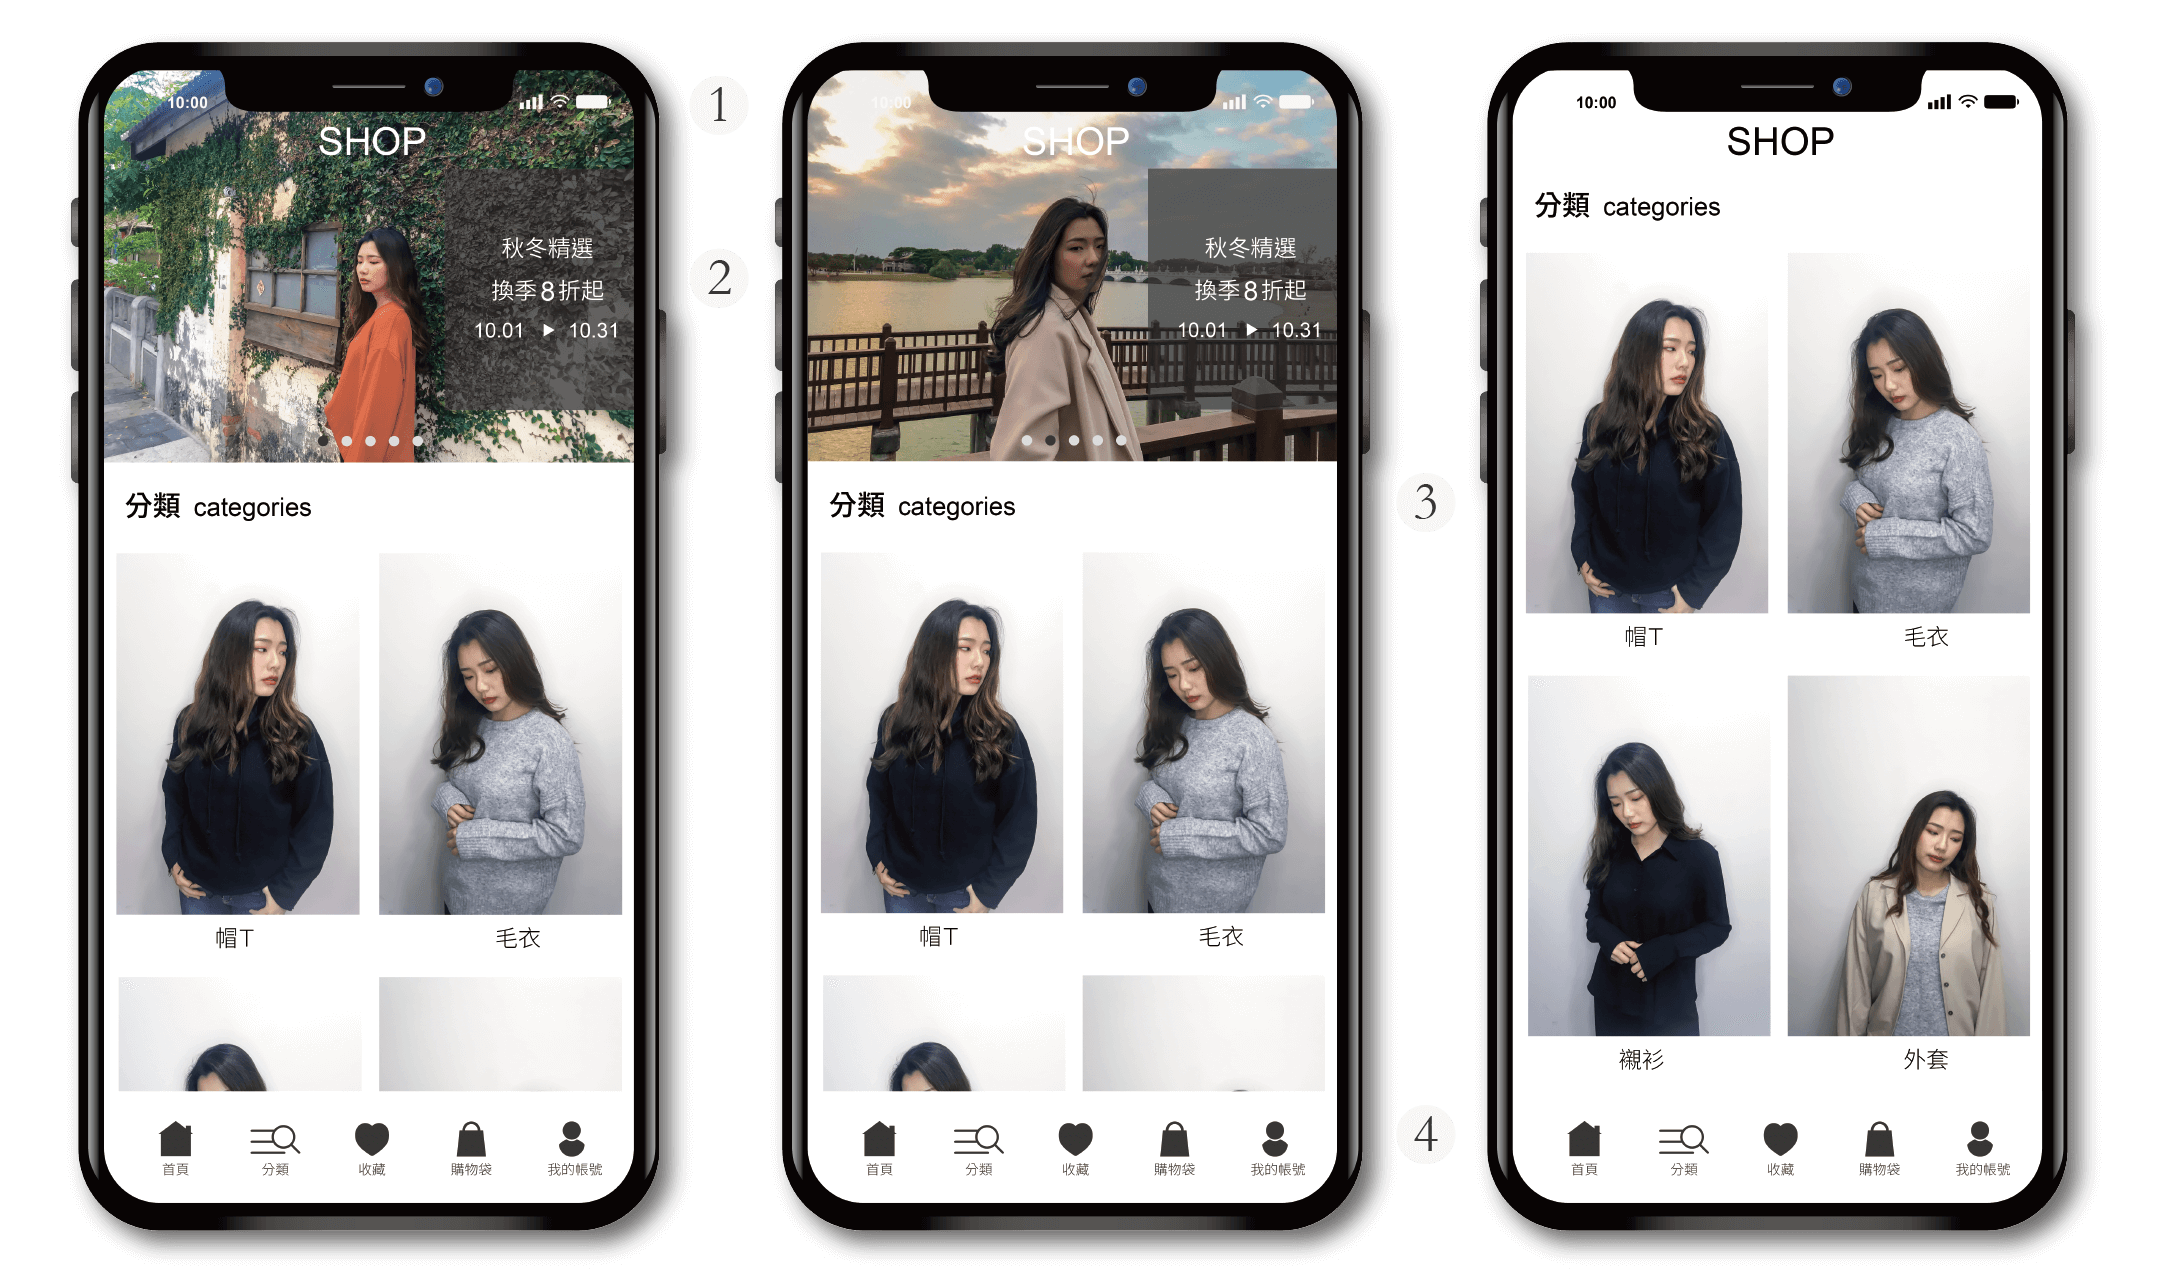 10:00
SHOP
秋冬精選
換季8折起
10.01 ▶ 10.31
分類 categories
帽T
毛衣
首頁
分類
收藏
購物袋
我的帳號
1
2
10:00
SHOP
秋冬精選
換季8折起
10.01 ▶ 10.31
分類 categories
帽T
毛衣
首頁
分類
收藏
購物袋
我的帳號
3
4
10:00
SHOP
分類 categories
帽T
毛衣
襯衫
外套
首頁
分類
收藏
購物袋
我的帳號